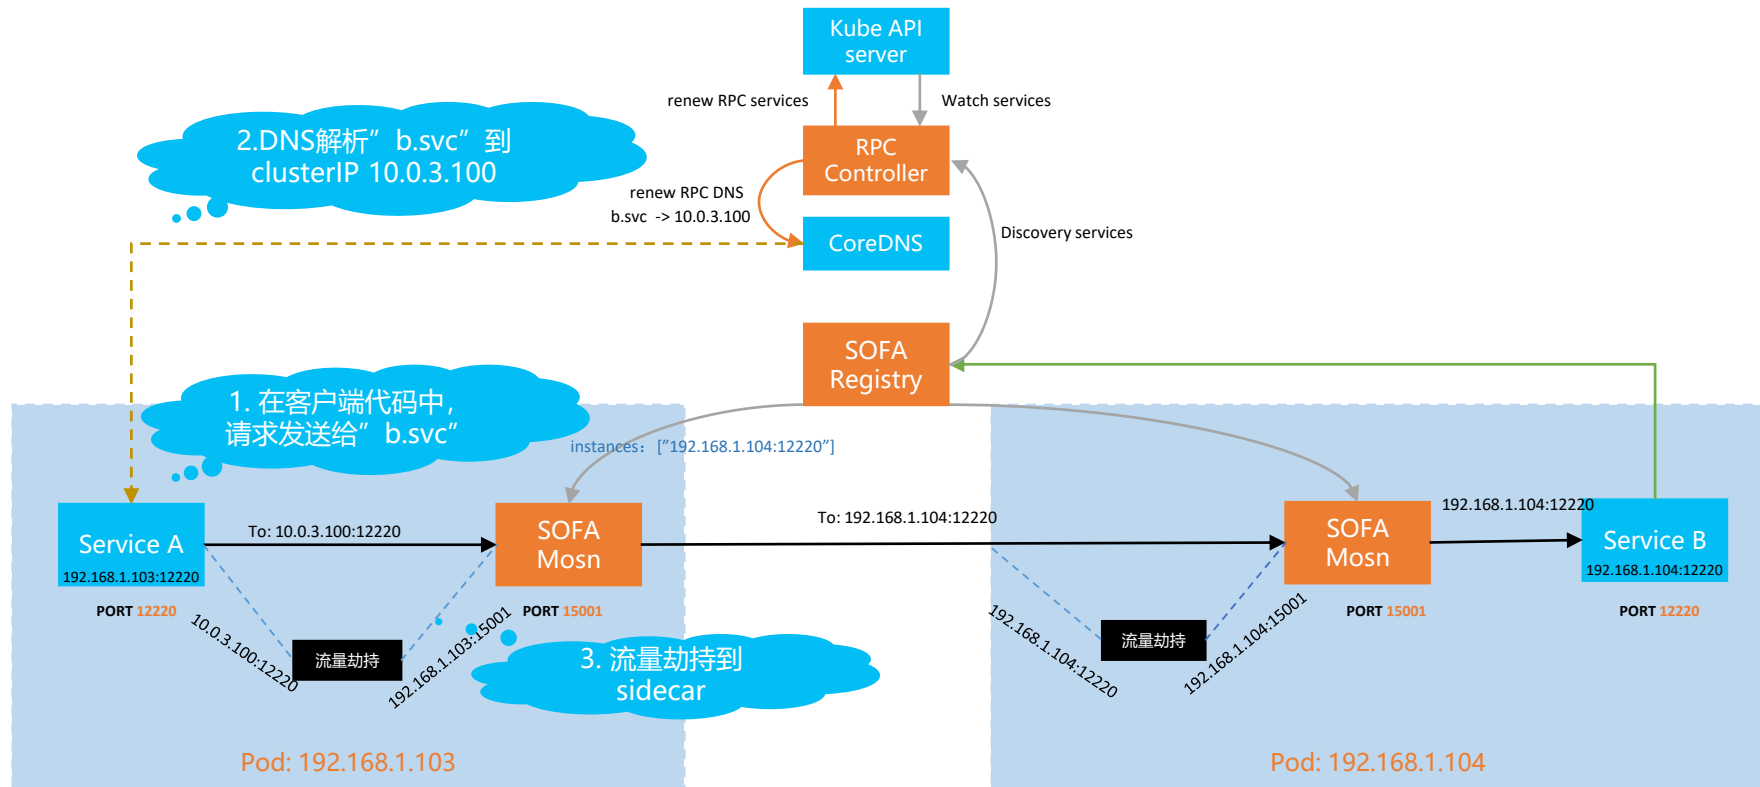 Kube API
server
renew RPC services
Watch services
2.DNS解析”b.svc”到
clusterIP 10.0.3.100
RPC
Controller
renew RPC DNS
b.svc -> 10.0.3.100
CoreDNS
Discovery services
SOFA
Registry
1. 在客户端代码中，
请求发送给”b.svc”
instances：["192.168.1.104:12220"]
Service A
192.168.1.103:12220
PORT 12220
To: 10.0.3.100:12220
SOFA
Mosn
PORT 15001
To: 192.168.1.104:12220
SOFA
Mosn
PORT 15001
192.168.1.104:12220
Service B
192.168.1.104:12220
PORT 12220
10.0.3.100:12220
流量劫持
192.168.1.103:15001
3. 流量劫持到
sidecar
192.168.1.104:12220
流量劫持
192.168.1.104:15001
Pod: 192.168.1.103
Pod: 192.168.1.104